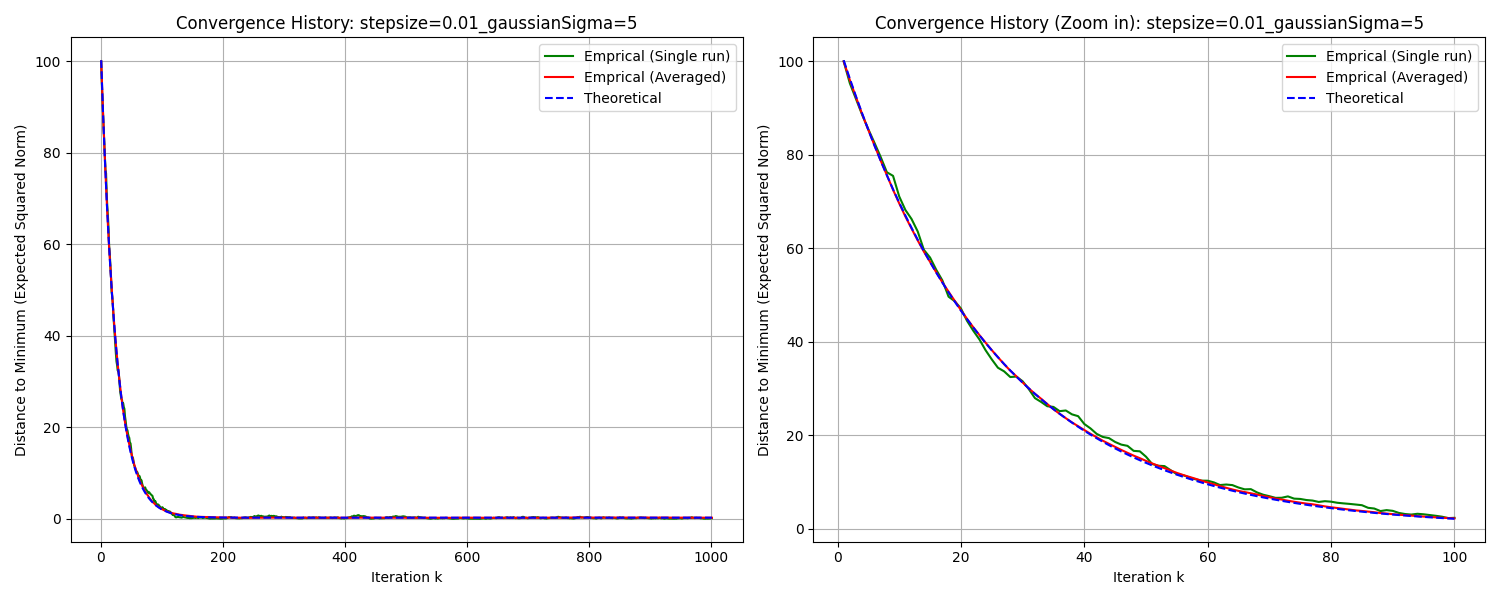 Convergence History: stepsize=0.01_gaussianSigma=5
Distance to Minimum (Expected Squared Norm)
100
80
60
40
20
0
Emprical (Single run)
Emprical (Averaged)
Theoretical
0 200 400 600 800 1000
Iteration k
Convergence History (Zoom in): stepsize=0.01_gaussianSigma=5
Distance to Minimum (Expected Squared Norm)
100
80
60
40
20
0
Emprical (Single run)
Emprical (Averaged)
Theoretical
0 20 40 60 80 100
Iteration k